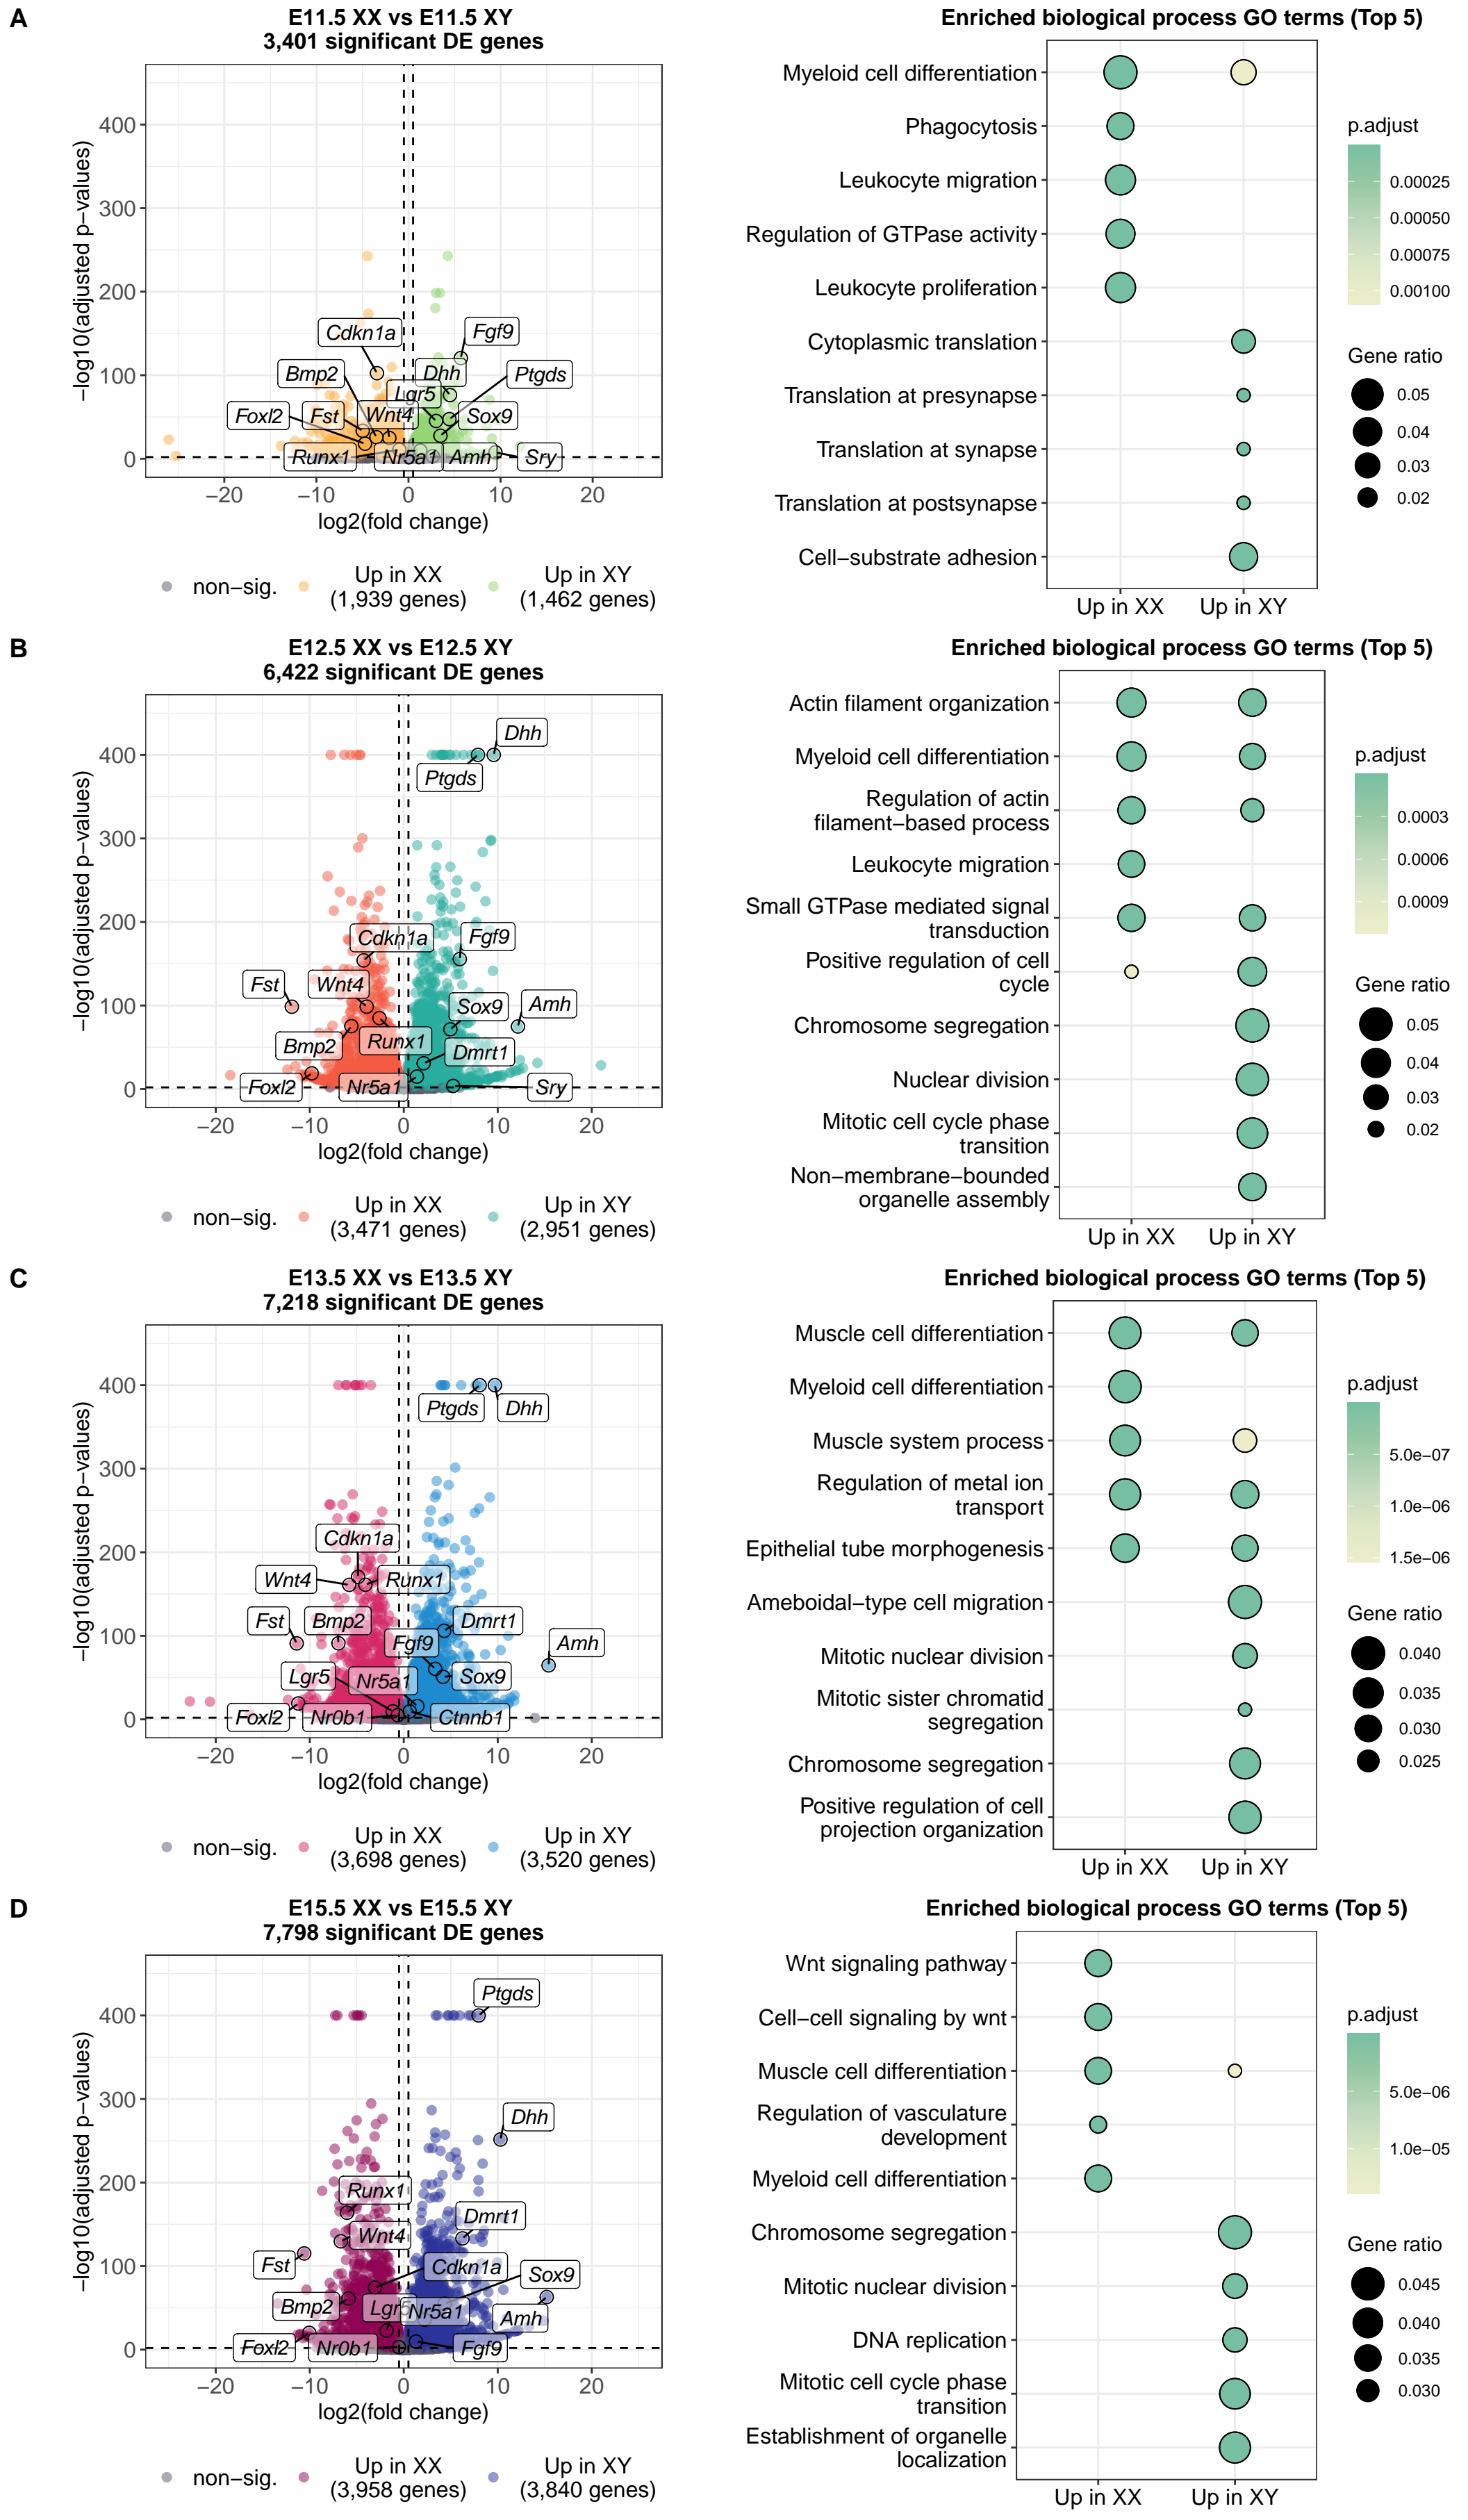 A
E11.5 XX vs E11.5 XY
3,401 significant DE genes
−log10(adjusted p−values)
400
300
200
100
0
Cdkn1a
Fgf9
Bmp2
Dhh
Ptgds
Lgr5
Foxl2
Fst
Wnt4
Sox9
Runx1
Nr5a1
Amh
Sry
−20
−10
0
10
20
log2(fold change)
non−sig.
Up in XX
(1,939 genes)
Up in XY
(1,462 genes)
Enriched biological process GO terms (Top 5)
Myeloid cell differentiation
Phagocytosis
Leukocyte migration
Regulation of GTPase activity
Leukocyte proliferation
Cytoplasmic translation
Translation at presynapse
Translation at synapse
Translation at postsynapse
Cell−substrate adhesion
Up in XX
Up in XY
p.adjust
0.00025
0.00050
0.00075
0.00100
Gene ratio
0.05
0.04
0.03
0.02
B
E12.5 XX vs E12.5 XY
6,422 significant DE genes
−log10(adjusted p−values)
400
300
200
100
0
Dhh
Ptgds
Cdkn1a
Fgf9
Fst
Wnt4
Sox9
Amh
Bmp2
Runx1
Dmrt1
Foxl2
Nr5a1
Sry
−20
−10
0
10
20
log2(fold change)
non−sig.
Up in XX
(3,471 genes)
Up in XY
(2,951 genes)
Enriched biological process GO terms (Top 5)
Actin filament organization
Myeloid cell differentiation
Regulation of actin
filament−based process
Leukocyte migration
Small GTPase mediated signal
transduction
Positive regulation of cell
cycle
Chromosome segregation
Nuclear division
Mitotic cell cycle phase
transition
Non−membrane−bounded
organelle assembly
Up in XX
Up in XY
p.adjust
0.0003
0.0006
0.0009
Gene ratio
0.05
0.04
0.03
0.02
C
E13.5 XX vs E13.5 XY
7,218 significant DE genes
−log10(adjusted p−values)
400
300
200
100
0
Ptgds
Dhh
Cdkn1a
Wnt4
Runx1
Fst
Bmp2
Dmrt1
Fgf9
Amh
Lgr5
Nr5a1
Sox9
Foxl2
Nr0b1
Ctnnb1
−20
−10
0
10
20
log2(fold change)
non−sig.
Up in XX
(3,698 genes)
Up in XY
(3,520 genes)
Enriched biological process GO terms (Top 5)
Muscle cell differentiation
Myeloid cell differentiation
Muscle system process
Regulation of metal ion
transport
Epithelial tube morphogenesis
Ameboidal−type cell migration
Mitotic nuclear division
Mitotic sister chromatid
segregation
Chromosome segregation
Positive regulation of cell
projection organization
Up in XX
Up in XY
p.adjust
5.0e−07
1.0e−06
1.5e−06
Gene ratio
0.040
0.035
0.030
0.025
D
E15.5 XX vs E15.5 XY
7,798 significant DE genes
−log10(adjusted p−values)
400
300
200
100
0
Ptgds
Dhh
Runx1
Dmrt1
Wnt4
Fst
Cdkn1a
Sox9
Bmp2
Lgr5
Nr5a1
Amh
Foxl2
Nr0b1
Fgf9
−20
−10
0
10
20
log2(fold change)
non−sig.
Up in XX
(3,958 genes)
Up in XY
(3,840 genes)
Enriched biological process GO terms (Top 5)
Wnt signaling pathway
Cell−cell signaling by wnt
Muscle cell differentiation
Regulation of vasculature
development
Myeloid cell differentiation
Chromosome segregation
Mitotic nuclear division
DNA replication
Mitotic cell cycle phase
transition
Establishment of organelle
localization
Up in XX
Up in XY
p.adjust
5.0e−06
1.0e−05
Gene ratio
0.045
0.040
0.035
0.030